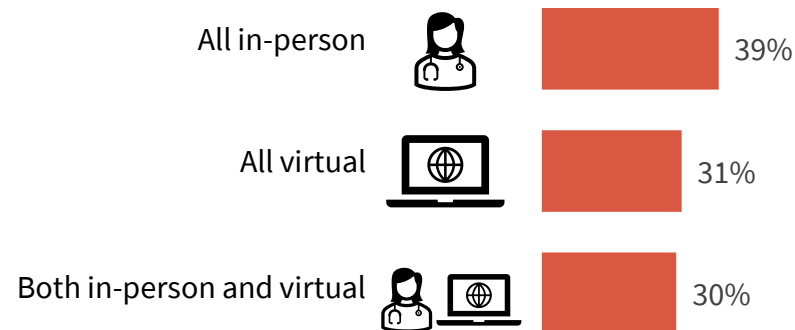 All in-person 39%
All virtual 31%
Both in-person and virtual 30%